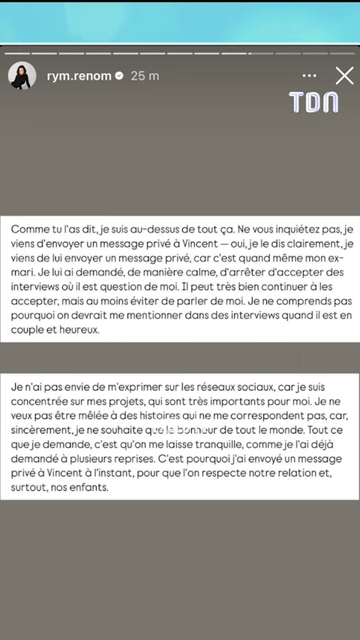 rym.renom 25 m
TDN
Comme tu l'as dit, je suis au-dessus de tout ça. Ne vous inquiétez pas, je
viens d'envoyer un message privé à Vincent — oui, je le dis clairement, je
viens de lui envoyer un message privé, car c'est quand même mon ex-
mari. Je lui ai demandé, de manière calme, d'arrêter d'accepter des
interviews où il est question de moi. Il peut très bien continuer à les
accepter, mais au moins éviter de parler de moi. Je ne comprends pas
pourquoi on devrait me mentionner dans des interviews quand il est en
couple et heureux.
Je n'ai pas envie de m'exprimer sur les réseaux sociaux, car je suis
concentrée sur mes projets, qui sont très importants pour moi. Je ne
veux pas être mêlée à des histoires qui ne me correspondent pas, car,
sincèrement, je ne souhaite que le bonheur de tout le monde. Tout ce
que je demande, c'est qu'on me laisse tranquille, comme je l'ai déjà
demandé à plusieurs reprises. C'est pourquoi j'ai envoyé un message
privé à Vincent à l'instant, pour que l'on respecte notre relation et,
surtout, nos enfants.